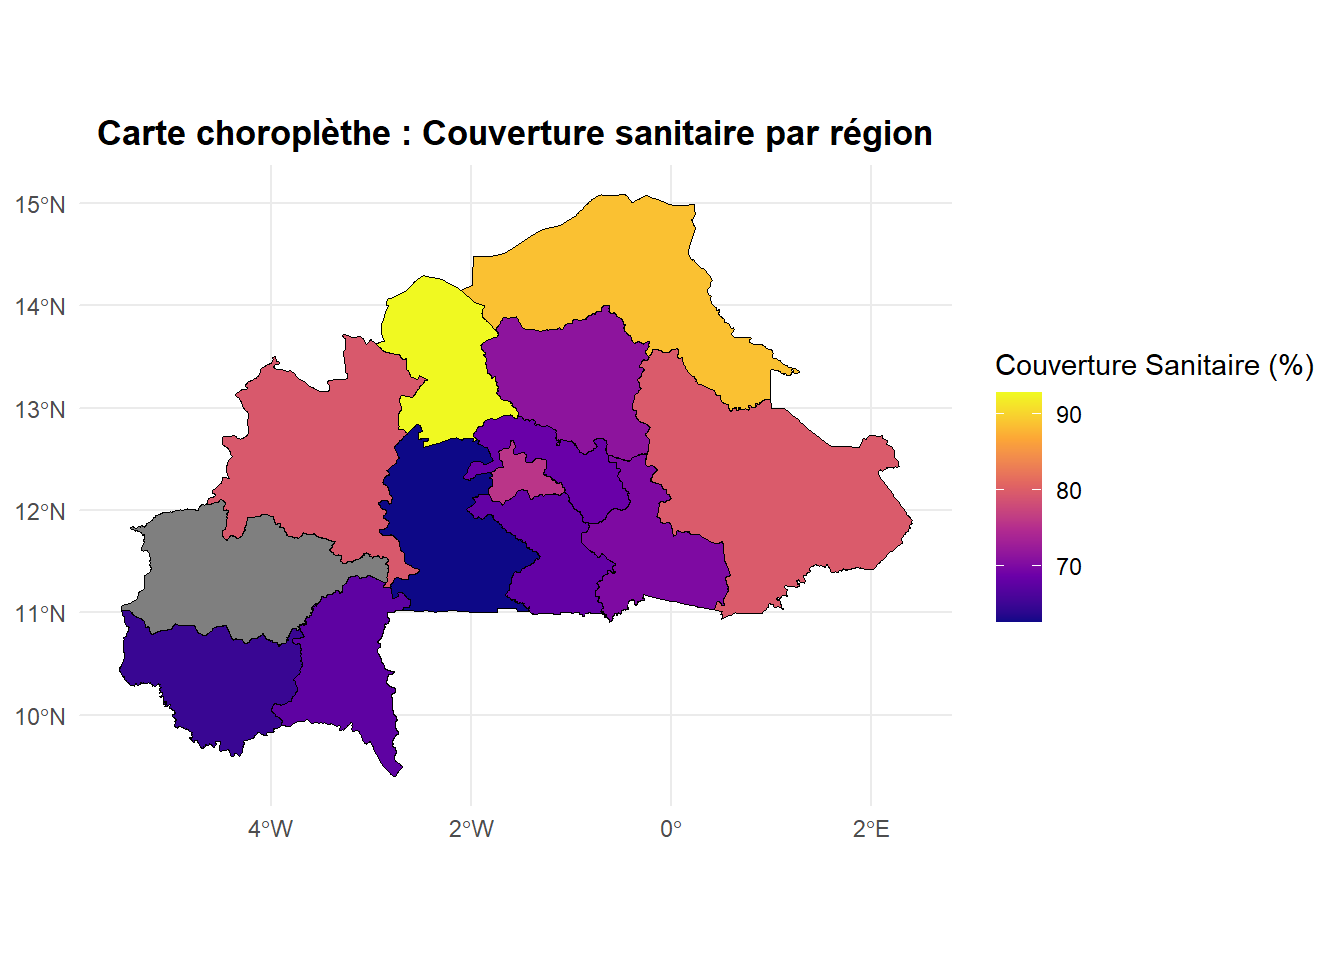 Carte choroplèthe : Couverture sanitaire par région
15°N
14°N
13°N
12°N
11°N
10°N
4°W
2°W
0°
2°E
Couverture Sanitaire (%)
90
80
70